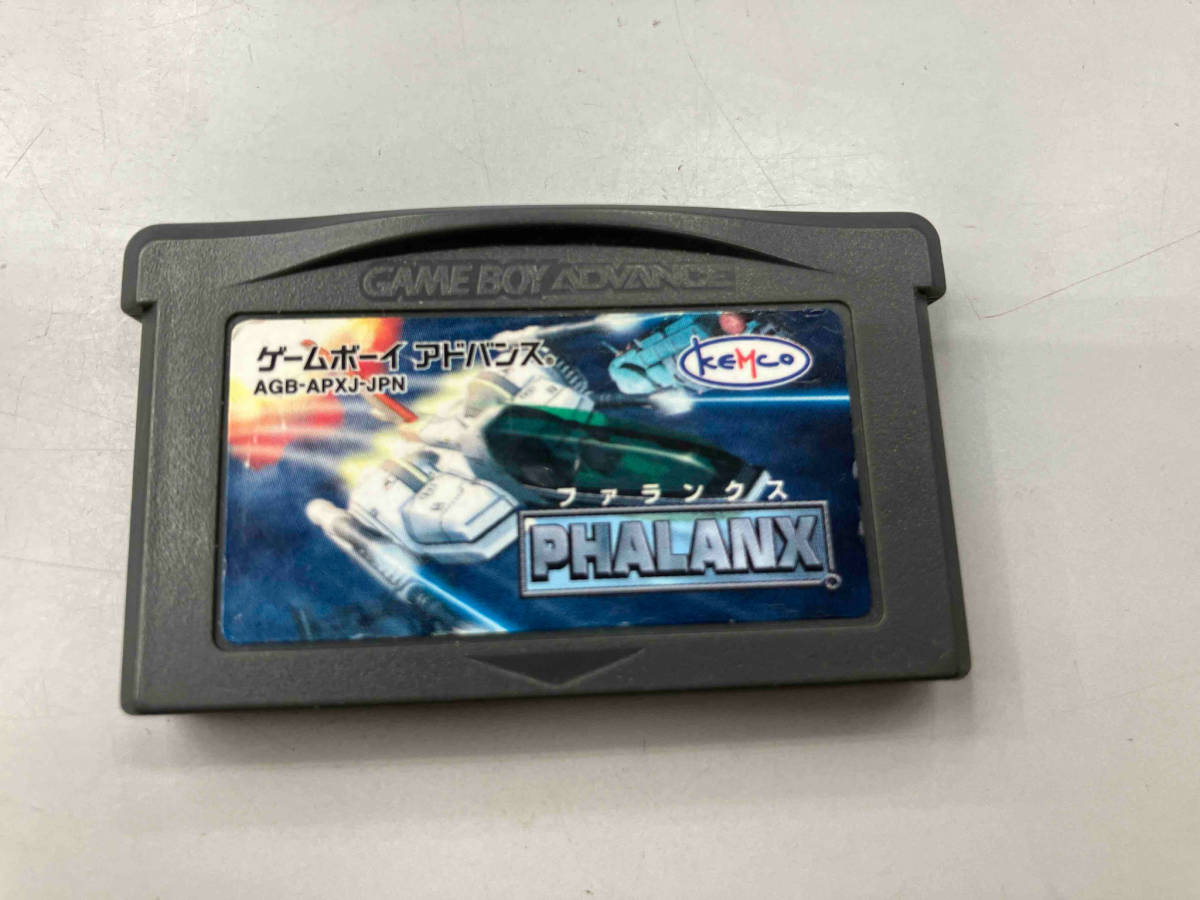 GAME BOY ADVANCE
ゲームボーイ アドバンス®
AGB-APXJ-JPN
KEMCO
ファランクス
PHALANX